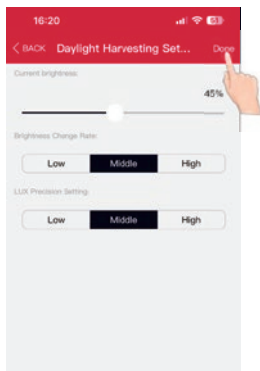 16:20
53
BACK Daylight Harvesting Set... Done
Current brightness:
45%
Brightness Change Rate:
Low Middle High
LUX Precision Setting:
Low Middle High